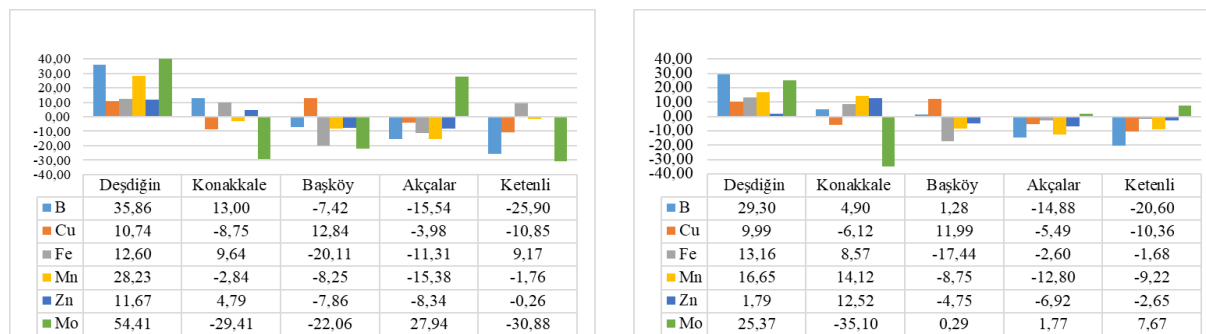 40,00
30,00
20,00
10,00
0,00
-10,00
-20,00
-30,00
-40,00
Deşdiğin Konakkale Başköy Akçalar Ketenli
B 35,86 13,00 -7,42 -15,54 -25,90
Cu 10,74 -8,75 12,84 -3,98 -10,85
Fe 12,60 9,64 -20,11 -11,31 9,17
Mn 28,23 -2,84 -8,25 -15,38 -1,76
Zn 11,67 4,79 -7,86 -8,34 -0,26
Mo 54,41 -29,41 -22,06 27,94 -30,88
40,00
30,00
20,00
10,00
0,00
-10,00
-20,00
-30,00
-40,00
Deşdiğin Konakkale Başköy Akçalar Ketenli
B 29,30 4,90 1,28 -14,88 -20,60
Cu 9,99 -6,12 11,99 -5,49 -10,36
Fe 13,16 8,57 -17,44 -2,60 -1,68
Mn 16,65 14,12 -8,75 -12,80 -9,22
Zn 1,79 12,52 -4,75 -6,92 -2,65
Mo 25,37 -35,10 0,29 1,77 7,67